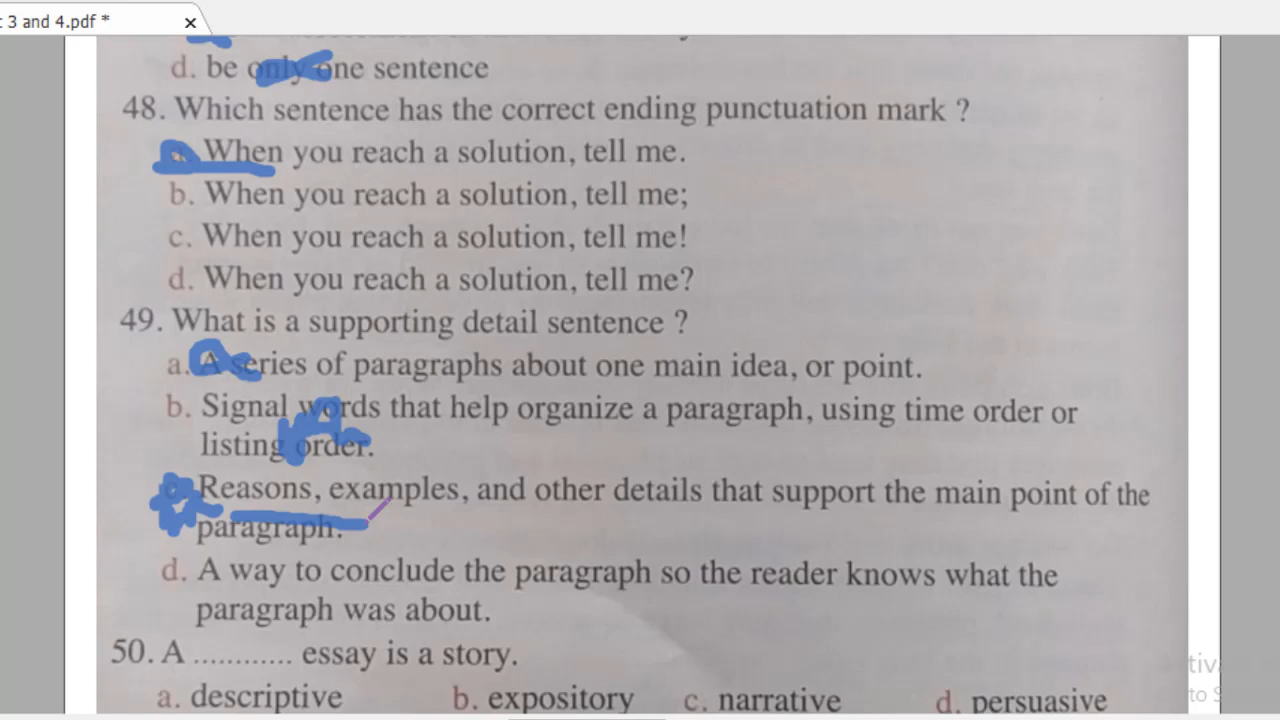 3 and 4.pdf *
d. be only one sentence
48. Which sentence has the correct ending punctuation mark ?
a. When you reach a solution, tell me.
b. When you reach a solution, tell me;
c. When you reach a solution, tell me!
d. When you reach a solution, tell me?
49. What is a supporting detail sentence ?
a. A series of paragraphs about one main idea, or point.
b. Signal words that help organize a paragraph, using time order or
listing order.
c. Reasons, examples, and other details that support the main point of the
paragraph.
d. A way to conclude the paragraph so the reader knows what the
paragraph was about.
50. A ............ essay is a story.
a. descriptive b. expository c. narrative d. persuasive
to